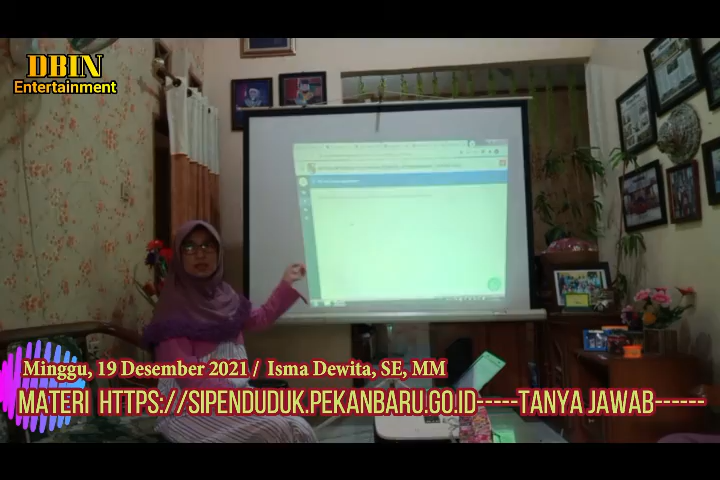 DBIN
Entertainment
Minggu, 19 Desember 2021 / Isma Dewita, SE, MM
MATERI HTTPS://SIPENDUDUK.PEKANBARU.GO.ID-----TANYA JAWAB------